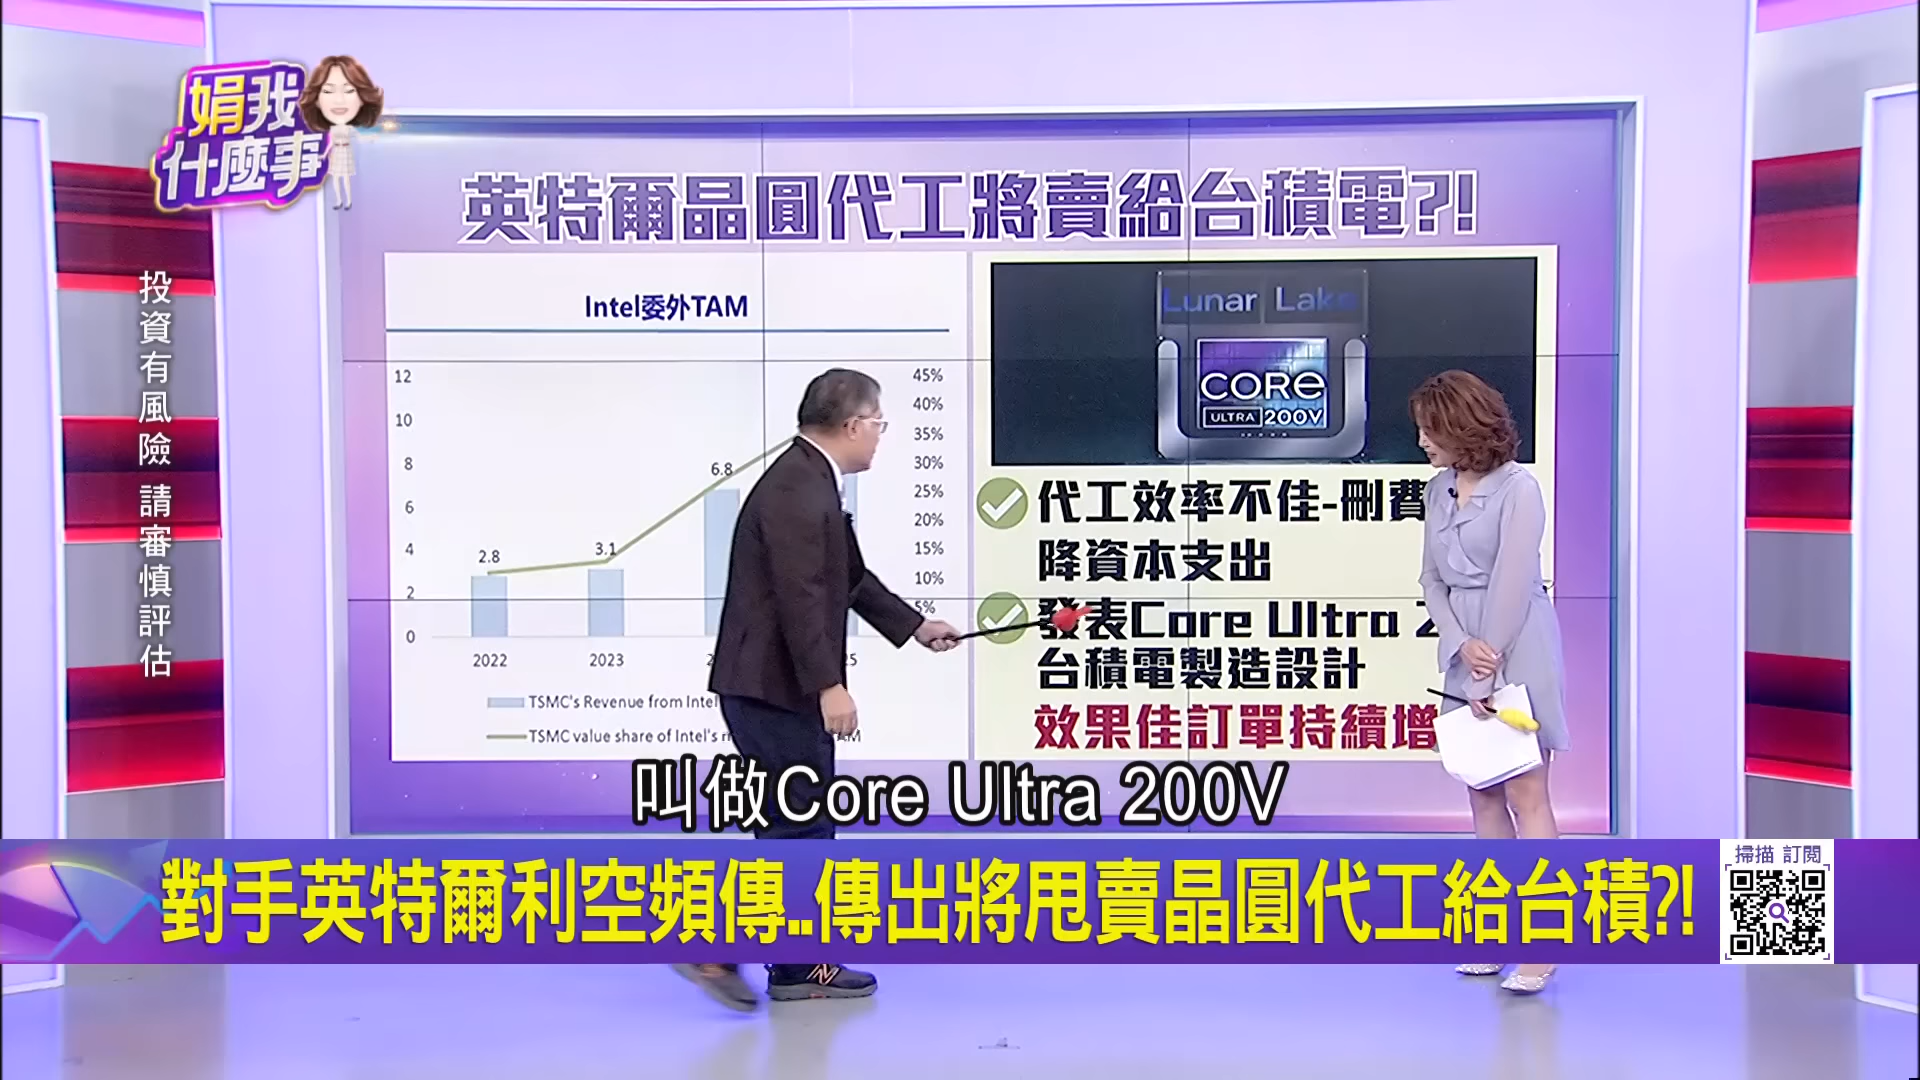 娟我
什麼事
投資有風險 請審慎評估
英特爾晶圓代工將賣給台積電?!
Intel委外TAM
12
10
8
6
4
2
0
45%
40%
35%
30%
25%
20%
15%
10%
5%
2.8
3.1
6.8
2022
2023
TSMC's Revenue from Intel
TSMC value share of Intel's
Lunar Lake
CORE
ULTRA 200V
代工效率不佳-刪費
降資本支出
發表Core Ultra 2
台積電製造設計
效果佳訂單持續增
叫做Core Ultra 200V
對手英特爾利空頻傳..傳出將甩賣晶圓代工給台積?!
掃描 訂閱